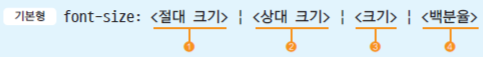 기본형 font-size: <절대 크기> | <상대 크기> | <크기> | <백분율>
① ② ③ ④